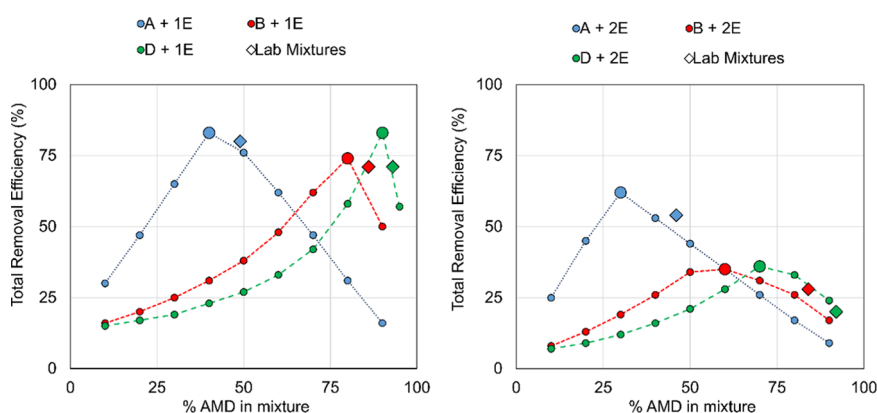 A + 1E B + 1E
D + 1E Lab Mixtures
100
75
50
25
0
0 25 50 75 100
Total Removal Efficiency (%)
% AMD in mixture
A + 2E B + 2E
D + 2E Lab Mixtures
100
75
50
25
0
0 25 50 75 100
Total Removal Efficiency (%)
% AMD in mixture